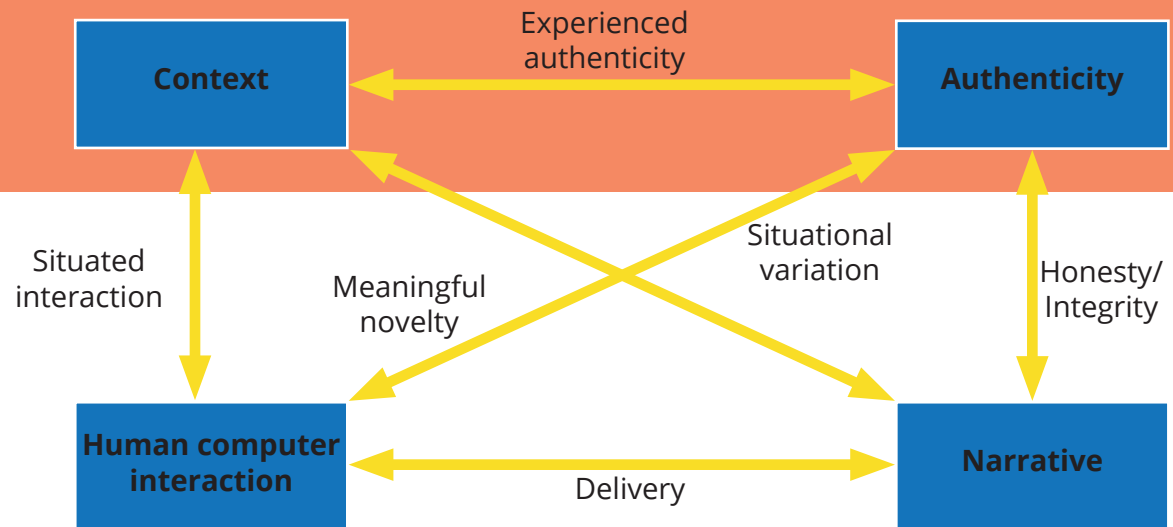 Experienced
authenticity
Context
Authenticity
Situated
interaction
Meaningful
novelty
Situational
variation
Honesty/
Integrity
Human computer
interaction
Delivery
Narrative